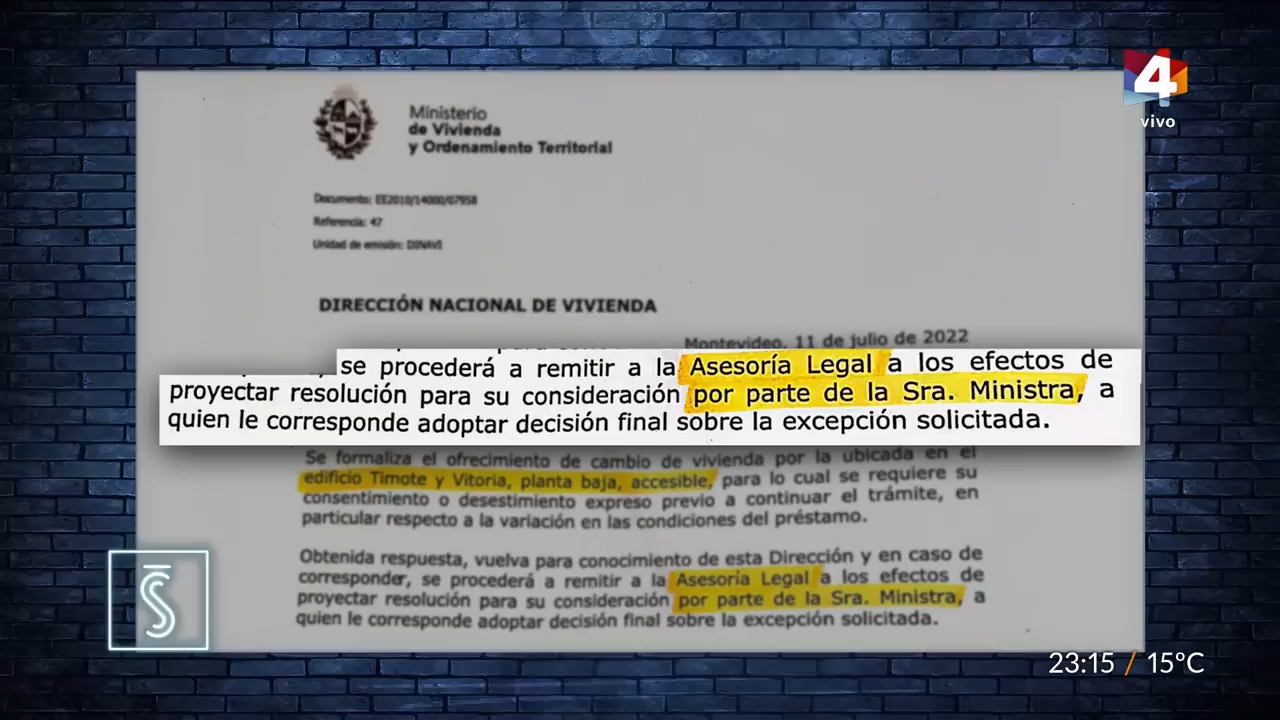 4
vivo
Ministerio
de Vivienda
y Ordenamiento Territorial
Documento: EE2010/14000/07958
Referencia: 47
Unidad de emisión: DINAVI
DIRECCIÓN NACIONAL DE VIVIENDA
Montevideo, 11 de julio de 2022
se procederá a remitir a la Asesoría Legal a los efectos de
proyectar resolución para su consideración por parte de la Sra. Ministra, a
quien le corresponde adoptar decisión final sobre la excepción solicitada.
Se formaliza el ofrecimiento de cambio de vivienda por la ubicada en el
edificio Timote y Vitoria, planta baja, accesible, para lo cual se requiere su
consentimiento o desestimiento expreso previo a continuar el trámite, en
particular respecto a la variación en las condiciones del préstamo.
Obtenida respuesta, vuelva para conocimiento de esta Dirección y en caso de
corresponder, se procederá a remitir a la Asesoría Legal a los efectos de
proyectar resolución para su consideración por parte de la Sra. Ministra, a
quien le corresponde adoptar decisión final sobre la excepción solicitada.
S
23:15 / 15°C